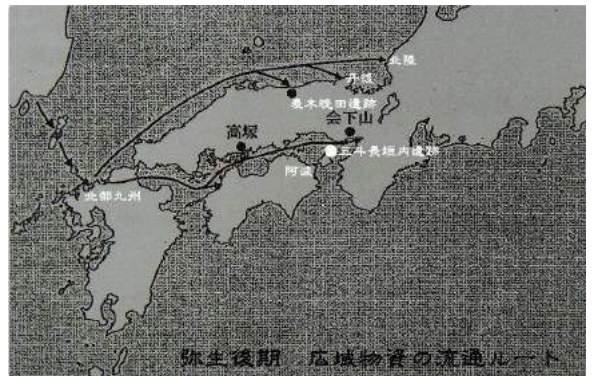 北陸
丹後
妻木晩田遺跡
会下山
高塚
五斗長垣内遺跡
阿波
北部九州
弥生後期 広域物資の流通ルート